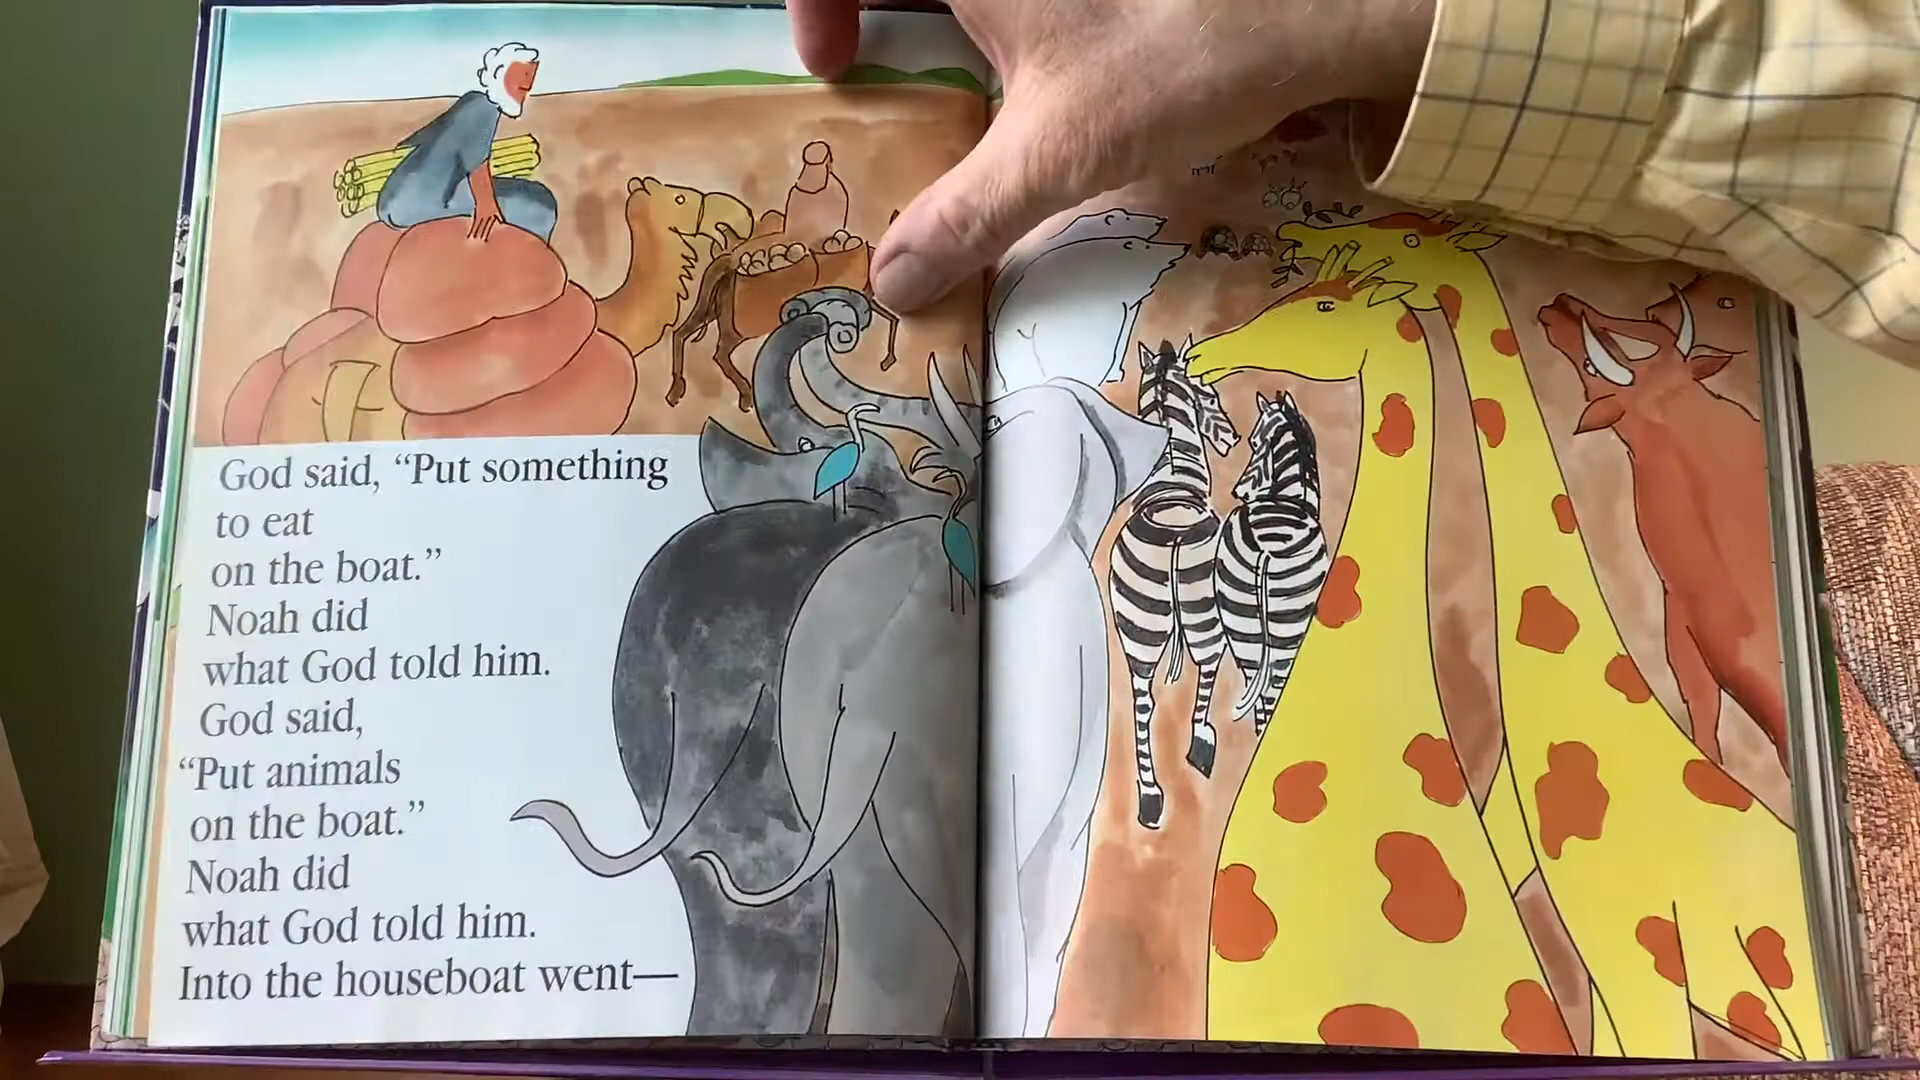 God said, “Put something
to eat
on the boat.”
Noah did
what God told him.
God said,
“Put animals
on the boat.”
Noah did
what God told him.
Into the houseboat went—